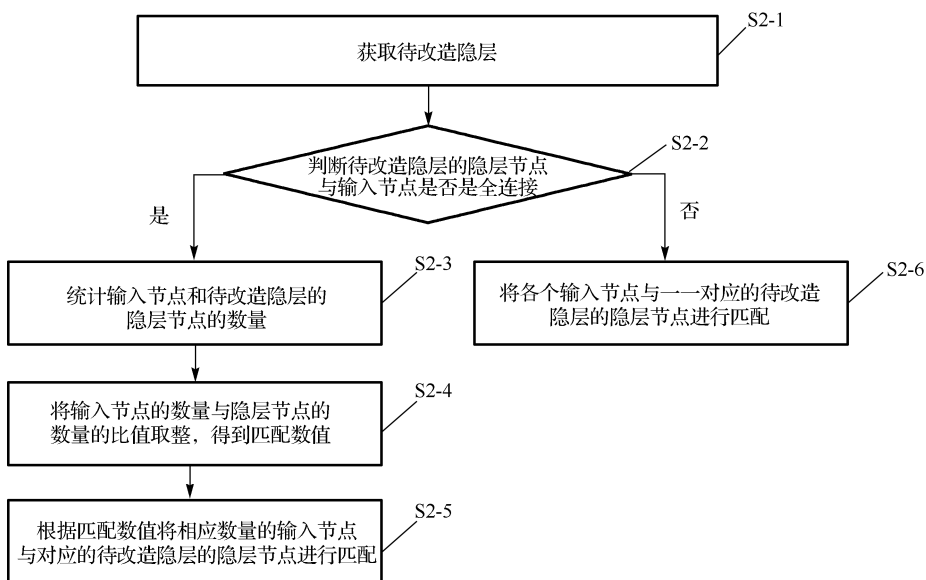 S2-1
获取待改造隐层
S2-2
判断待改造隐层的隐层节点
与输入节点是否是全连接
是
否
S2-3
统计输入节点和待改造隐层的
隐层节点的数量
S2-6
将各个输入节点与一一对应的待改造
隐层的隐层节点进行匹配
S2-4
将输入节点的数量与隐层节点的
数量的比值取整，得到匹配数值
S2-5
根据匹配数值将相应数量的输入节点
与对应的待改造隐层的隐层节点进行匹配